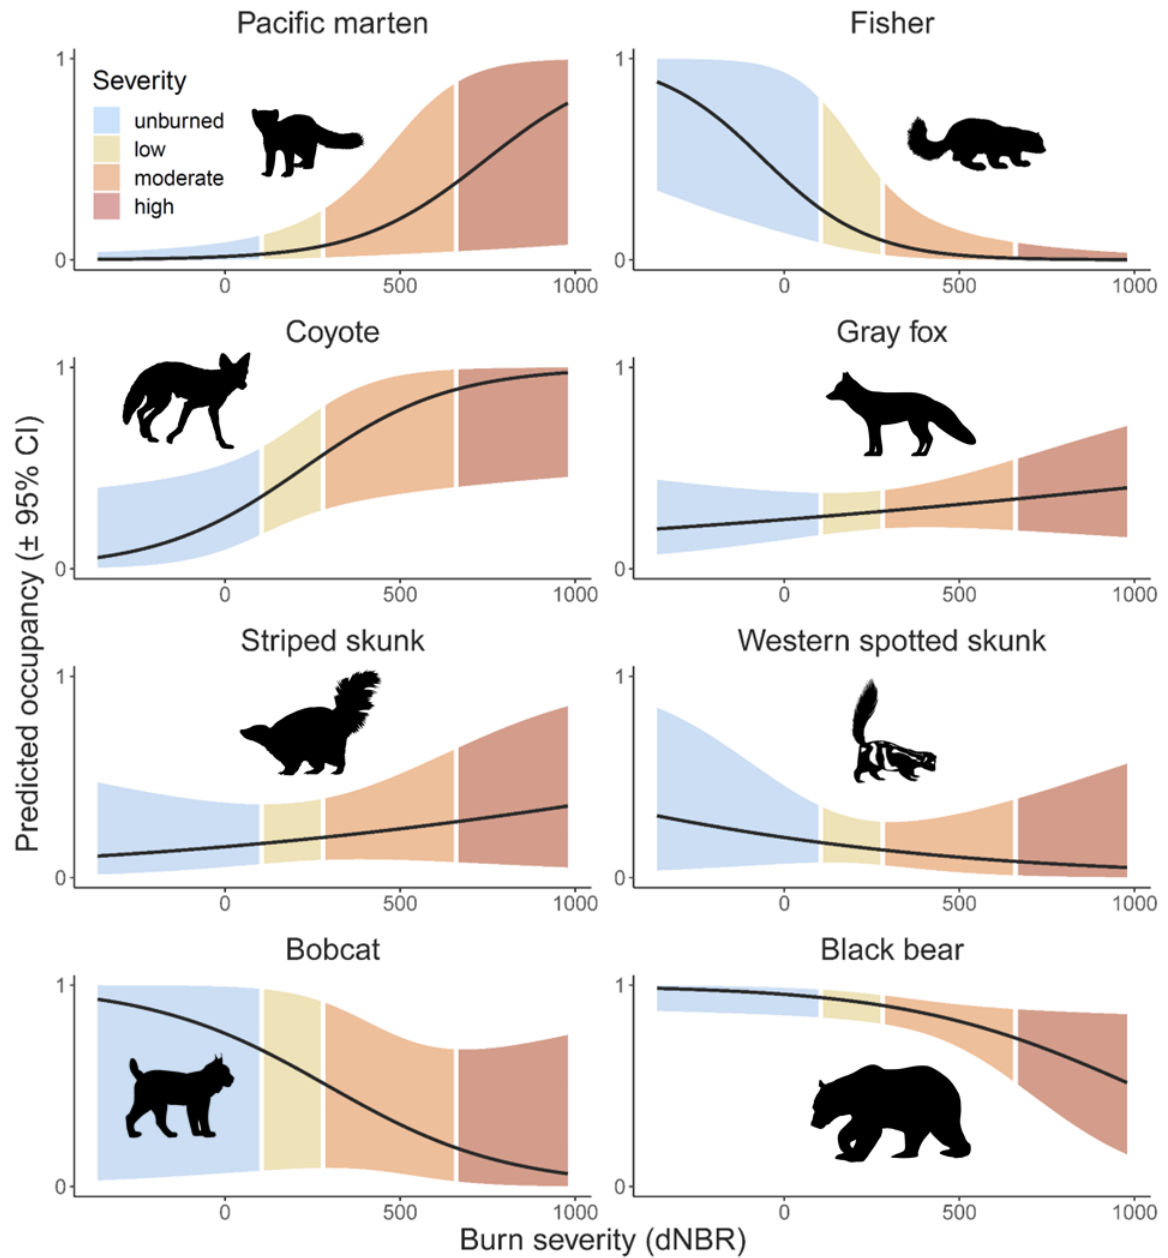 Pacific marten
Fisher
Severity
unburned
low
moderate
high
1
0
0
500
1000
1
0
0
500
1000
Coyote
Gray fox
1
0
0
500
1000
1
0
0
500
1000
Predicted occupancy (± 95% CI)
Striped skunk
Western spotted skunk
1
0
0
500
1000
1
0
0
500
1000
Bobcat
Black bear
1
0
0
500
1000
1
0
0
500
1000
Burn severity (dNBR)